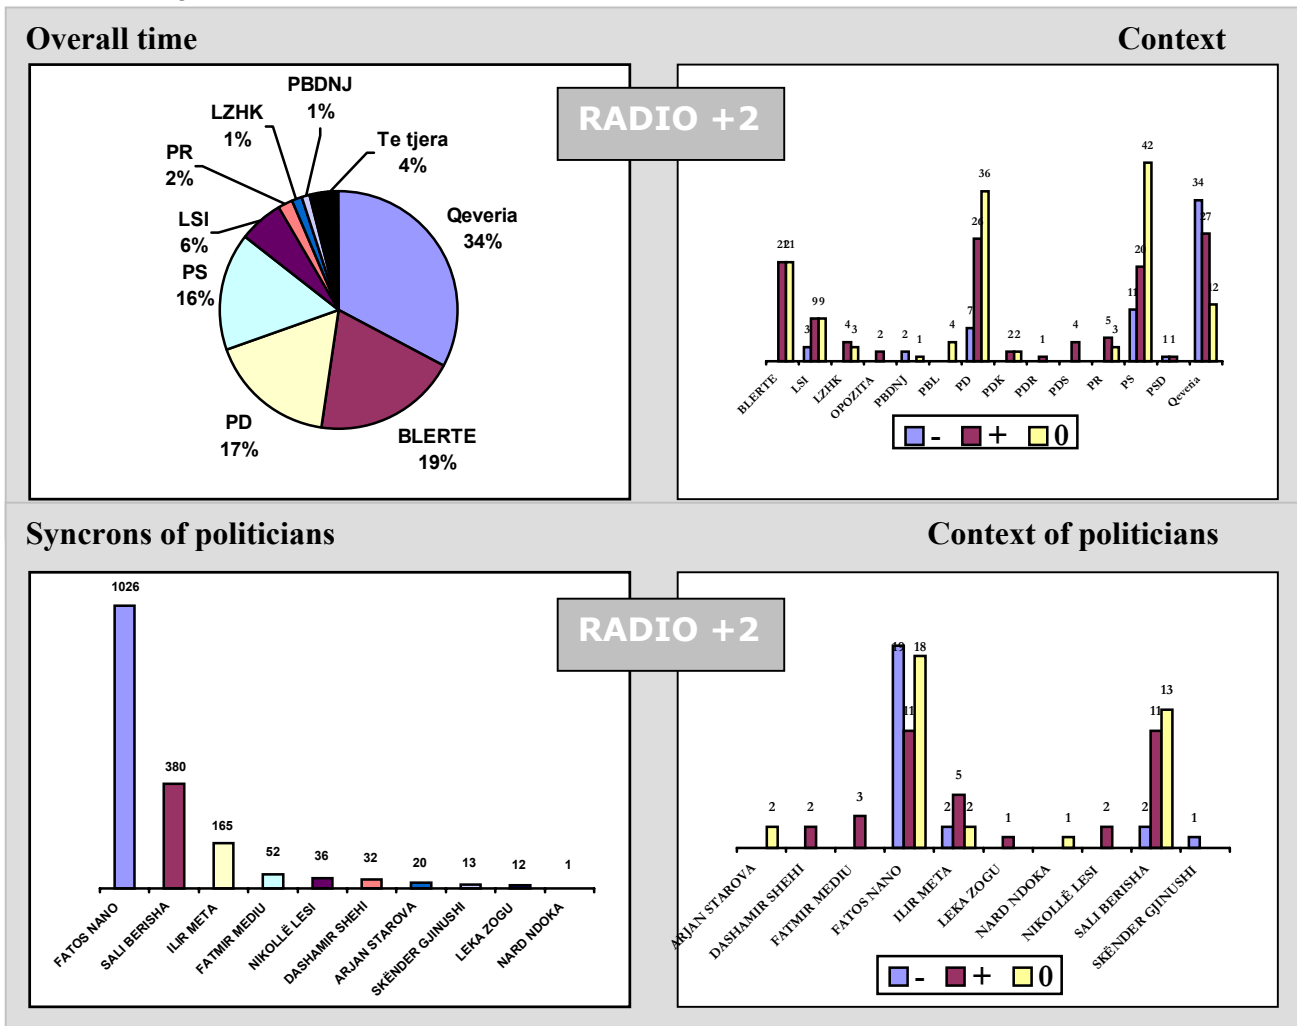 Overall time
Context
RADIO +2
PBDNJ
1%
LZHK
1%
Te tjera
4%
PR
2%
LSI
6%
Qeveria
34%
PS
16%
PD
17%
BLERTE
19%
42
36
34
26
27
21 21
20
12
11
9 9
7
3
4
3
2
2
1
4
2 2
1
4
5
3
1 1
BLERTE
LSI
LZHK
OPOZITA
PBDNJ
PBL
PD
PDK
PDR
PDS
PR
PS
PSD
Qeveria
- + 0
Syncrons of politicians
Context of politicians
RADIO +2
1026
380
165
52
36
32
20
13
12
1
FATOS NANO
SALI BERISHA
ILIR META
FATMIR MEDIU
NIKOLLË LESI
DASHAMIR SHEHI
ARJAN STAROVA
SKËNDER GJINUSHI
LEKA ZOGU
NARD NDOKA
2
2
3
19
11
18
2
5
2
1
1
2
2
11
13
1
ARJAN STAROVA
DASHAMIR SHEHI
FATMIR MEDIU
FATOS NANO
ILIR META
LEKA ZOGU
NARD NDOKA
NIKOLLË LESI
SALI BERISHA
SKËNDER GJINUSHI
- + 0